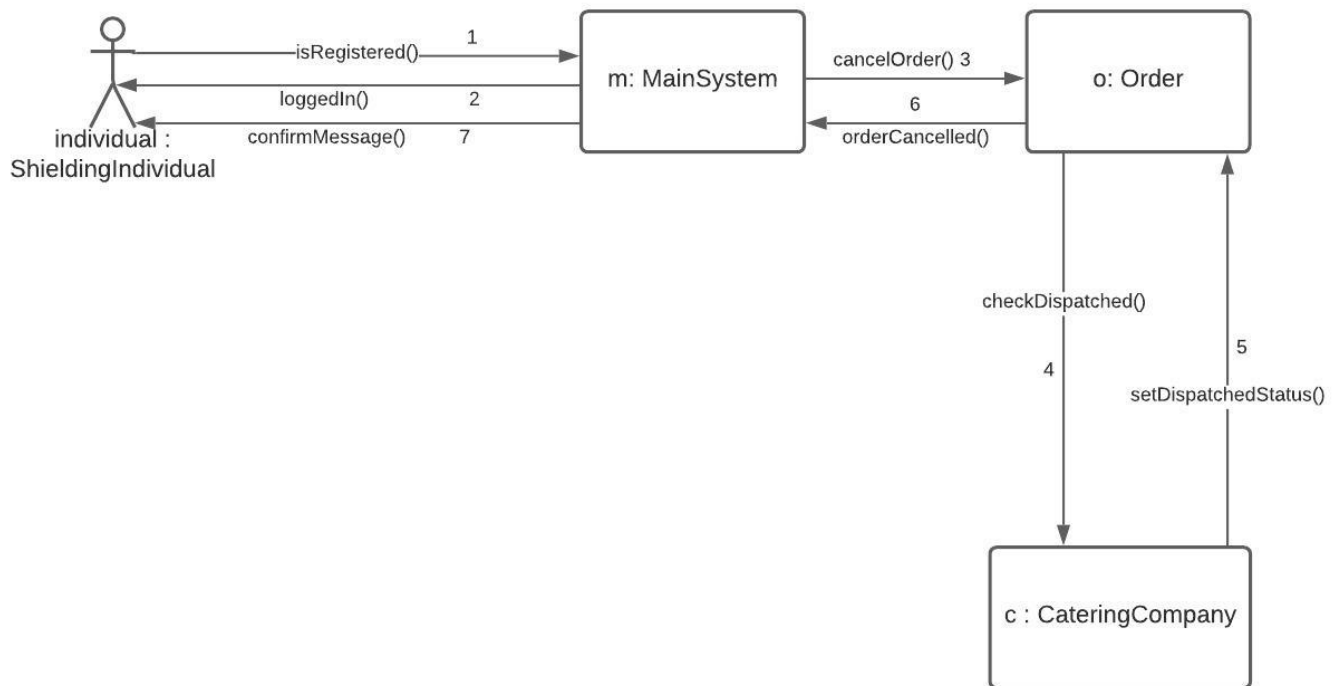 1
isRegistered()
m: MainSystem
cancelOrder() 3
o: Order
loggedIn() 2
6
confirmMessage() 7
orderCancelled()
individual :
ShieldingIndividual
checkDispatched()
4
5
setDispatchedStatus()
c : CateringCompany